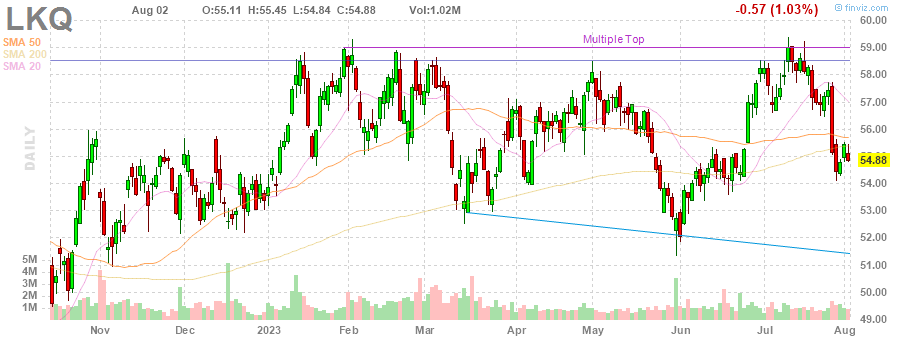 LKQ Aug 02 O:55.11 H:55.45 L:54.84 C:54.88 Vol:1.02M -0.57 (1.03%) © finviz.com
SMA 50
SMA 200
SMA 20
DAILY
Multiple Top
60.00
59.00
58.00
57.00
56.00
55.00
54.88
54.00
53.00
52.00
51.00
50.00
49.00
5M
4M
3M
2M
1M
Nov Dec 2023 Feb Mar Apr May Jun Jul Aug